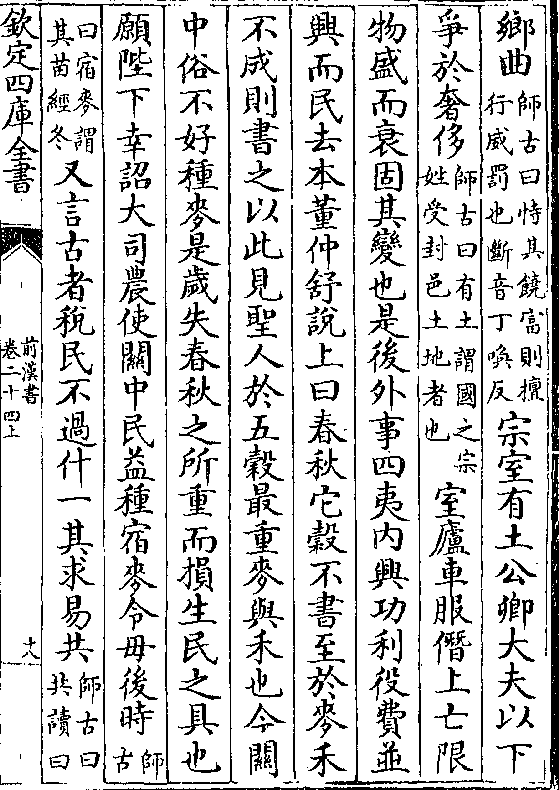 鄉曲師古曰恃其饒富則擅行威罰也斷音丁喚反宗室有土公卿大夫以下
爭於奢侈師古曰有土謂國之宗姓受封邑土地者也室廬車服僭上亡限
物盛而衰固其變也是後外事四夷內興功利役費並
興而民去本董仲舒說上曰春秋它穀不書至於麥禾
不成則書之以此見聖人於五穀最重麥與禾也今關
中俗不好種麥是歲失春秋之所重而損生民之具也
願陛下幸詔大司農使關中民益種宿麥令毋後時師古
曰宿麥謂其苗經冬又言古者稅民不過什一其求易共師古曰共讀曰
欽定四庫全書
前漢書
卷二十四上
十八